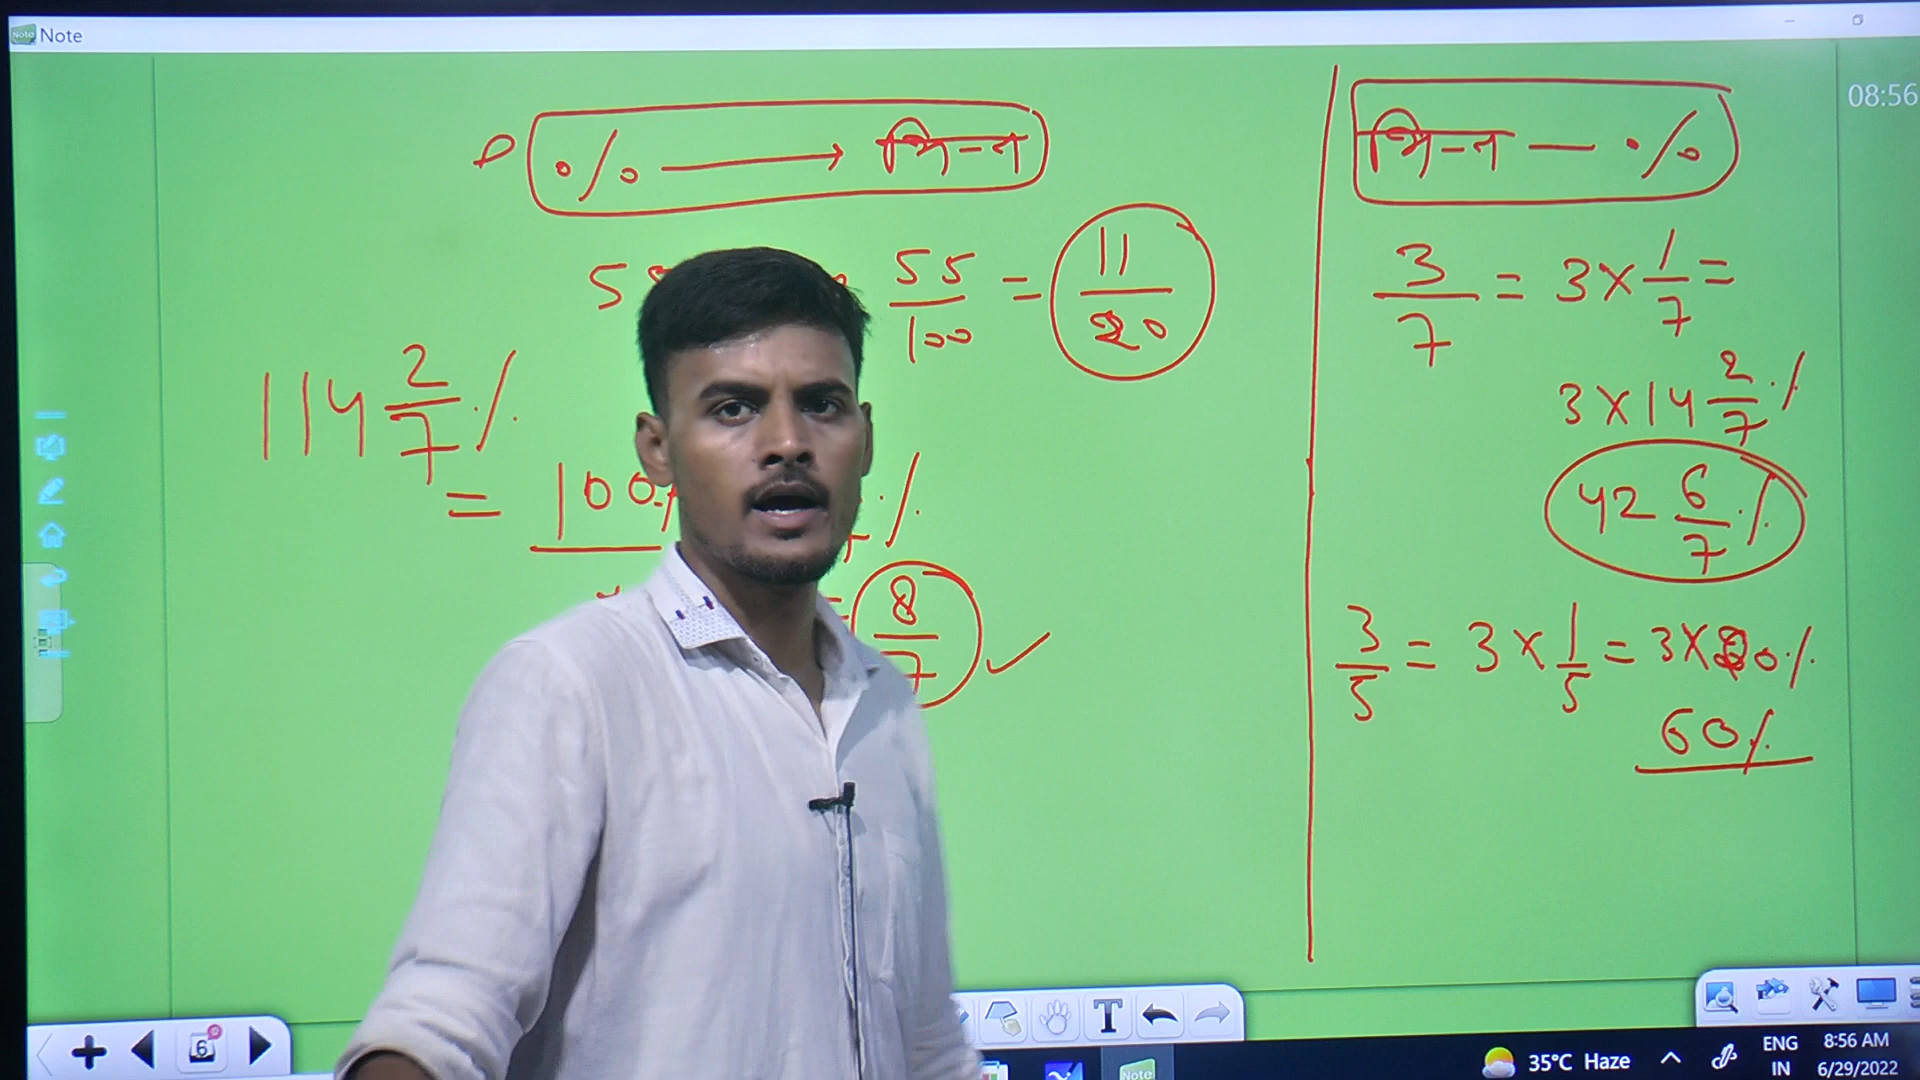 Note
08:56
% → भिन्न
55/100 = 11/20
114 2/7 %
= 100
8/7 ✓
भिन्न — %
3/7 = 3 × 1/7 =
3 × 14 2/7 %
42 6/7 %
3/5 = 3 × 1/5 = 3 × 20 %
60%
6
T
Note
35°C Haze
ENG
IN
8:56 AM
6/29/2022